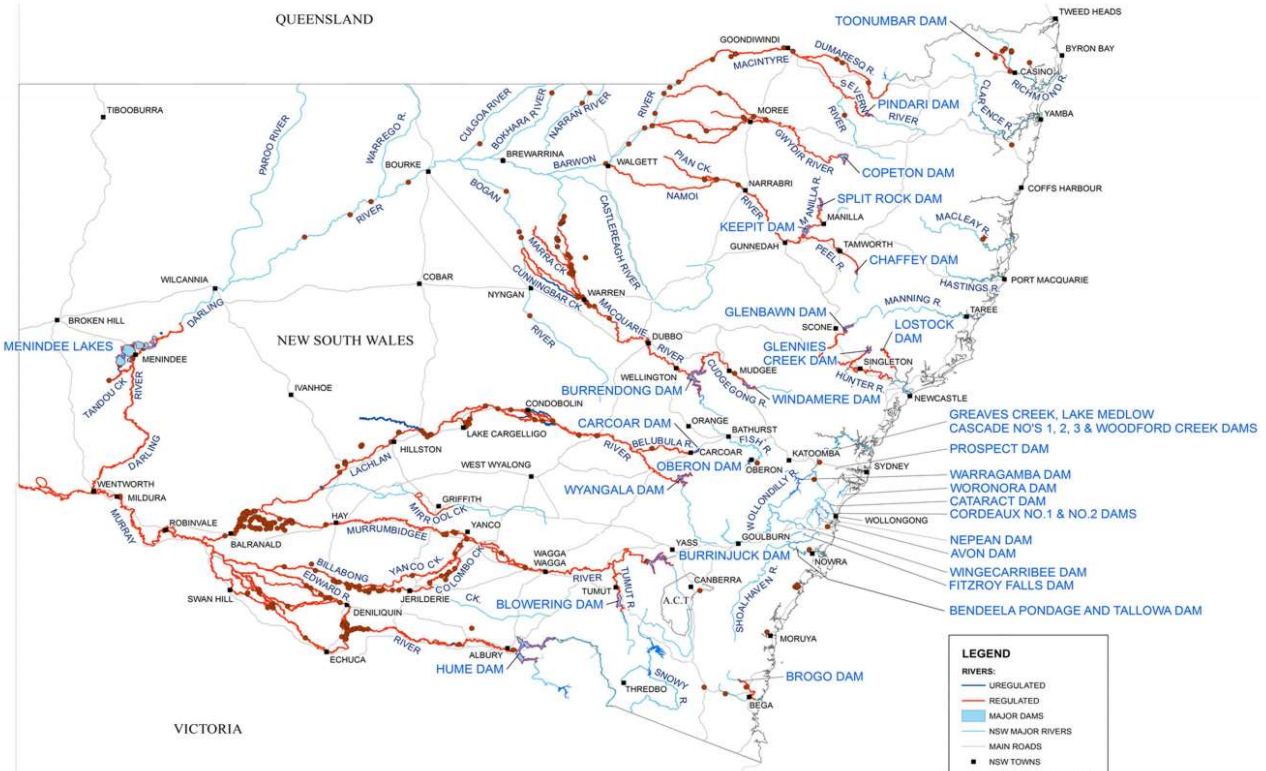 QUEENSLAND
TOONUMBAR DAM
TWEED HEADS
GOONDIWINDI
DUMARESQ R.
BYRON BAY
MACINTYRE
CASINO
RICHMOND R.
TIBOOBURRA
CULGOA RIVER
BOKHARA RIVER
NARRAN RIVER
RIVER
SEVERN
RIVER
PINDARI DAM
RIVER
CLARENCE R.
YAMBA
PAROO RIVER
WARREGO R.
MOREE
GWYDIR RIVER
BREWARRINA
BARWON
WALGETT
PIAN CK.
COPETON DAM
BOURKE
BOGAN
NAMOI
NARRABRI
RIVER
MANILLA R.
SPLIT ROCK DAM
COFFS HARBOUR
RIVER
CASTLEREAGH RIVER
KEEPIT DAM
MANILLA
MACLEAY R.
MARRA CK
GUNNEDAH
PEEL R.
TAMWORTH
CHAFFEY DAM
WILCANNIA
COBAR
NYNGAN
CUNNINGBAR CK.
WARREN
HASTINGS R.
PORT MACQUARIE
DARLING
MACQUARIE
MANNING R.
BROKEN HILL
RIVER
GLENBAWN DAM
SCONE
LOSTOCK
DAM
TAREE
MENINDEE LAKES
MENINDEE
NEW SOUTH WALES
DUBBO
RIVER
GLENNIES
CREEK DAM
SINGLETON
HUNTER R.
TANDOU CK
RIVER
IVANHOE
WELLINGTON
MUDGEE
CUDGEGONG R.
BURRENDONG DAM
WINDAMERE DAM
NEWCASTLE
CONDOBOLIN
CARCOAR DAM
ORANGE
BATHURST
GREAVES CREEK, LAKE MEDLOW
CASCADE NO'S 1, 2, 3 & WOODFORD CREEK DAMS
LAKE CARGELLIGO
HILLSTON
LACHLAN
RIVER
BELUBULA R.
CARCOAR
FISH R.
KATOOMBA
PROSPECT DAM
DARLING
WEST WYALONG
OBERON DAM
OBERON
SYDNEY
WARRAGAMBA DAM
WENTWORTH
MILDURA
WYANGALA DAM
WOLLONDILLY R.
WORONORA DAM
CATARACT DAM
GRIFFITH
MIRROOL CK
CORDEAUX NO.1 & NO.2 DAMS
MURRAY
ROBINVALE
HAY
MURRUMBIDGEE
YANCO
WOLLONGONG
BALRANALD
GOULBURN
NEPEAN DAM
YASS
BURRINJUCK DAM
AVON DAM
BILLABONG
YANCO CK.
COLOMBO CK
WAGGA
WAGGA
RIVER
NOWRA
WINGECARRIBEE DAM
EDWARD R.
TUMUT R.
CANBERRA
FITZROY FALLS DAM
SWAN HILL
JERILDERIE
CK.
TUMUT
A.C.T
SHOALHAVEN R.
DENILIQUIN
BLOWERING DAM
BENDEELA PONDAGE AND TALLOWA DAM
RIVER
MORUYA
ECHUCA
ALBURY
HUME DAM
SNOWY
R.
BROGO DAM
THREDBO
BEGA
VICTORIA
LEGEND
RIVERS:
UREGULATED
REGULATED
MAJOR DAMS
NSW MAJOR RIVERS
MAIN ROADS
NSW TOWNS